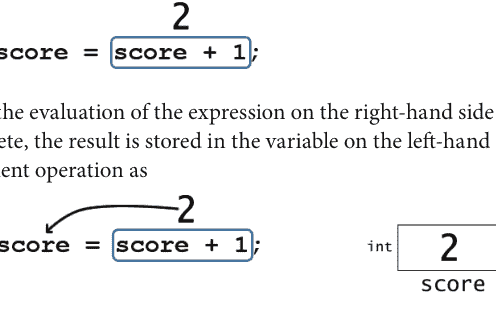 2
score = score + 1;
the evaluation of the expression on the right-hand side
ete, the result is stored in the variable on the left-hand
ent operation as
2
score = score + 1;
int 2
score